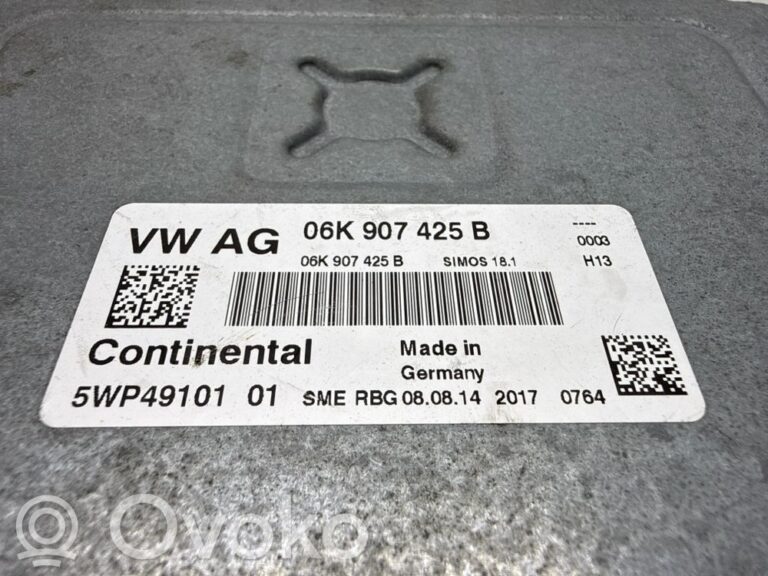 VW AG 06K 907 425 B ----
0003
06K 907 425 B SIMOS 18.1 H13
Continental Made in
Germany
5WP49101 01 SME RBG 08.08.14 2017 0764
Ovoko